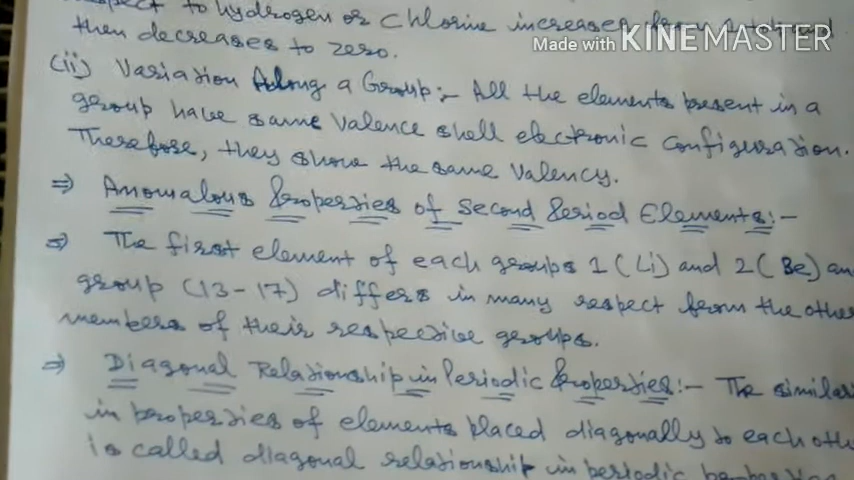 to hydrogen or chlorine increases from
then decreases to zero.
Made with KINEMASTER
(ii) Variation Along a Group:- All the elements present in a
group have same valence shell electronic configuration.
Therefore, they show the same valency.
⇒ Anomalous Properties of Second Period Elements:-
⇒ The first element of each groups 1 (Li) and 2 (Be) an
group (13-17) differs in many respect from the other
members of their respective groups.
⇒ Diagonal Relationship in Periodic Properties:- The similari
in properties of elements placed diagonally to each othe
is called diagonal relationship in periodic